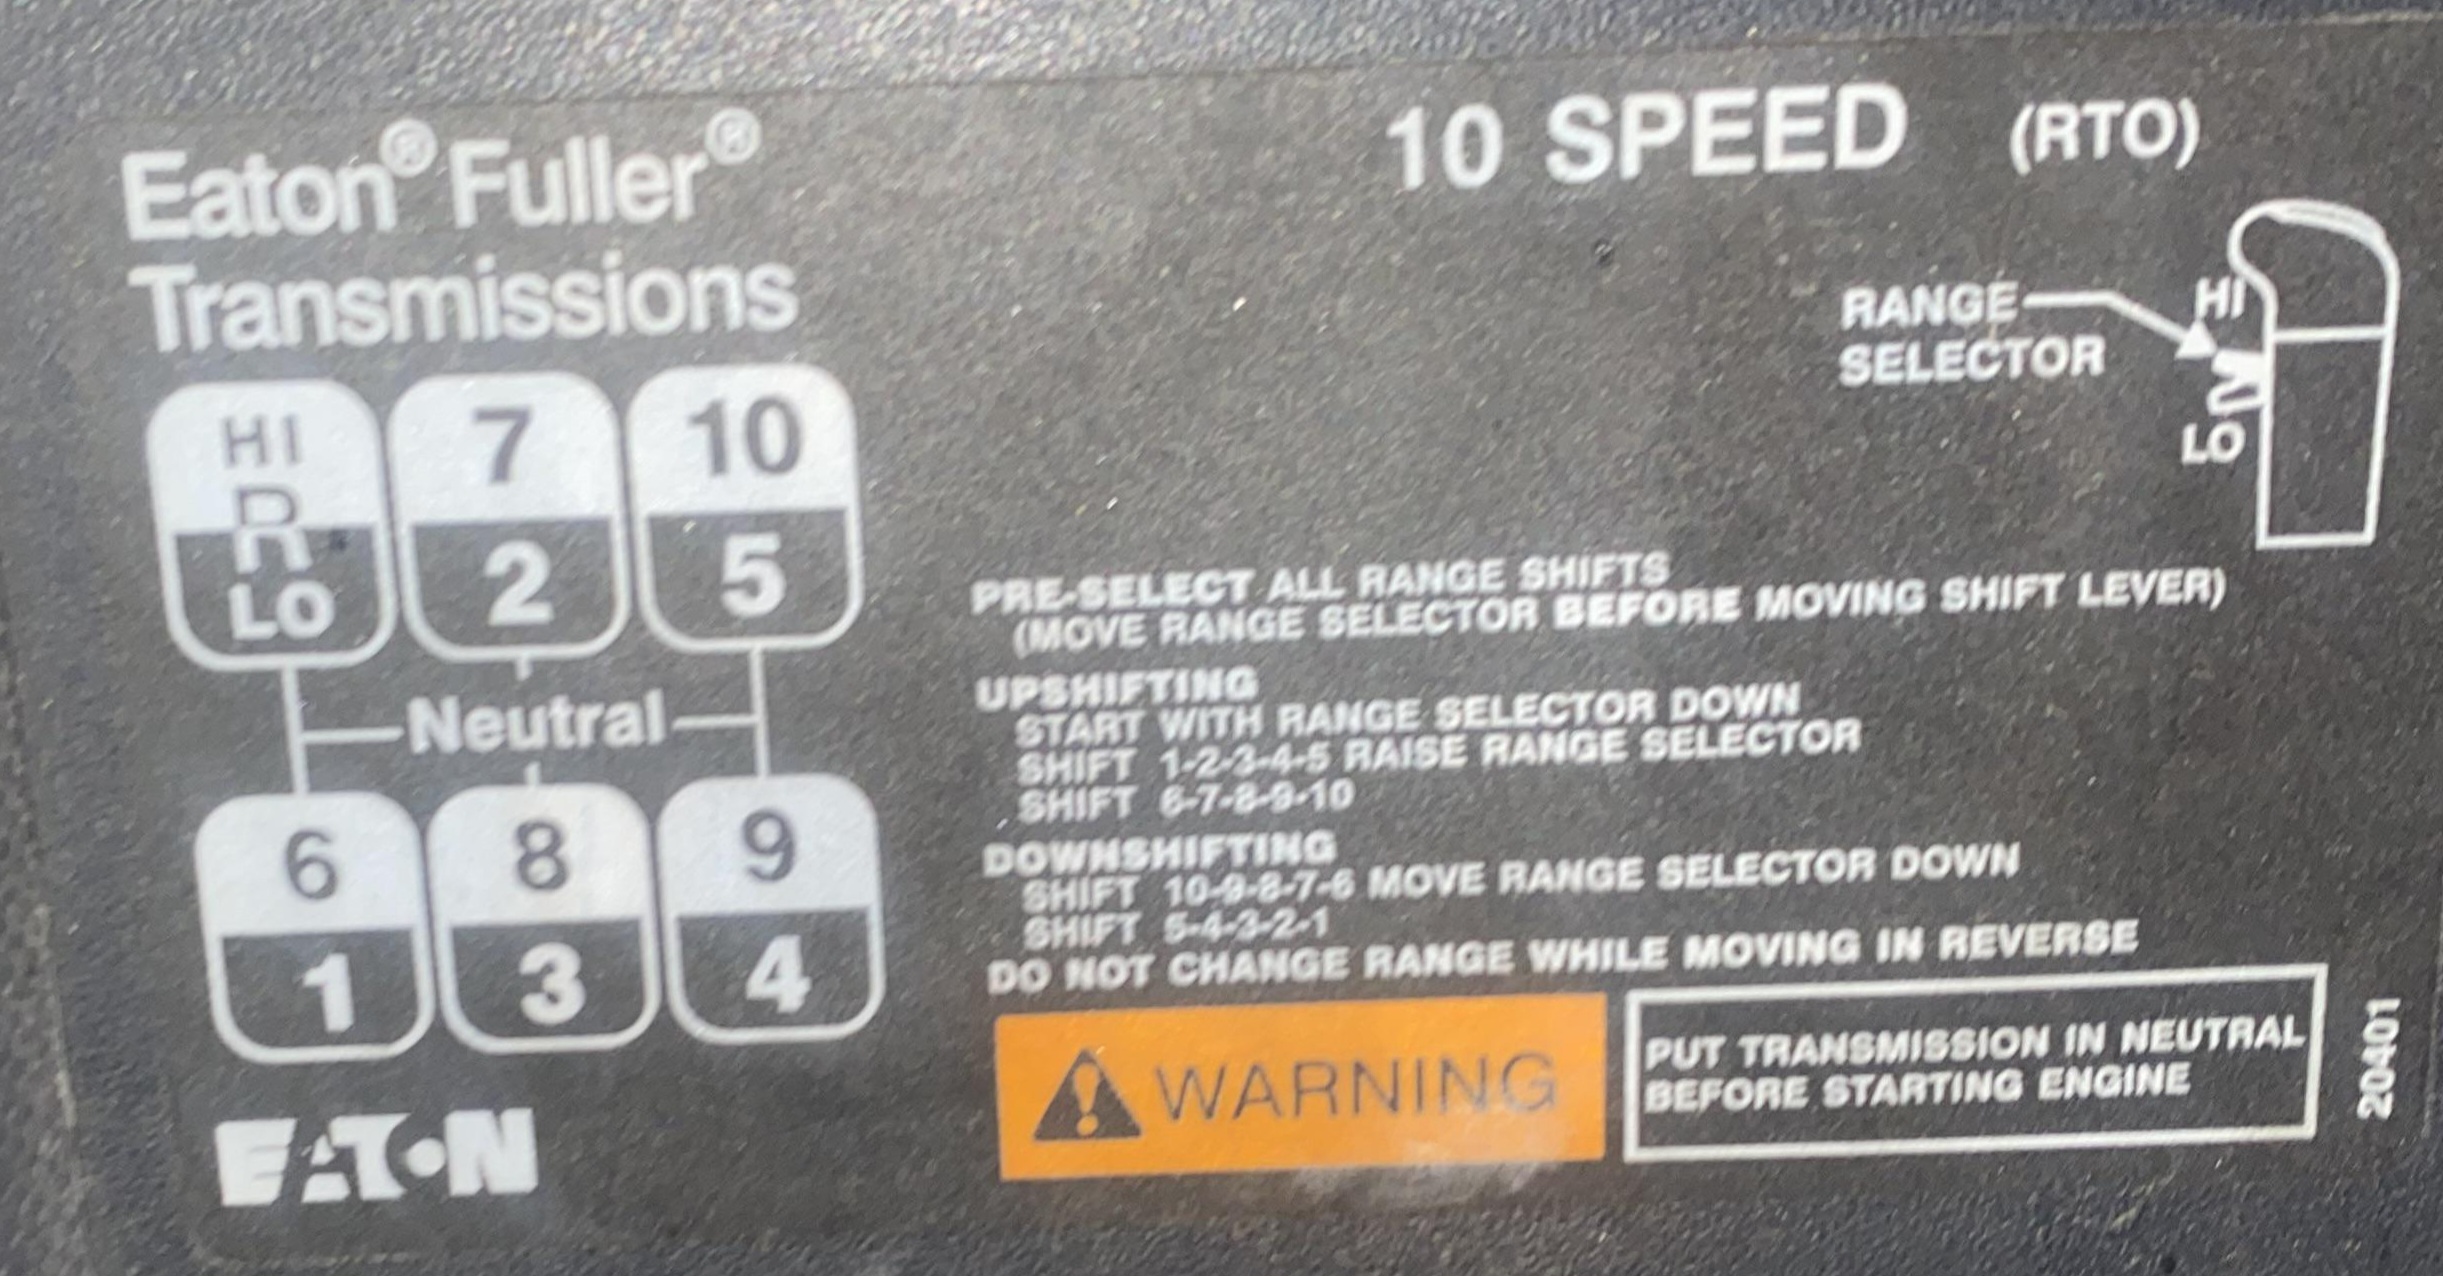 Eaton® Fuller®
Transmissions
10 SPEED (RTO)
RANGE
SELECTOR
HI
LOW
HI
R
LO
7
2
10
5
Neutral
6
1
8
3
9
4
EATON
PRE-SELECT ALL RANGE SHIFTS
(MOVE RANGE SELECTOR BEFORE MOVING SHIFT LEVER)
UPSHIFTING
START WITH RANGE SELECTOR DOWN
SHIFT 1-2-3-4-5 RAISE RANGE SELECTOR
SHIFT 6-7-8-9-10
DOWNSHIFTING
SHIFT 10-9-8-7-6 MOVE RANGE SELECTOR DOWN
SHIFT 5-4-3-2-1
DO NOT CHANGE RANGE WHILE MOVING IN REVERSE
WARNING
PUT TRANSMISSION IN NEUTRAL
BEFORE STARTING ENGINE
20401